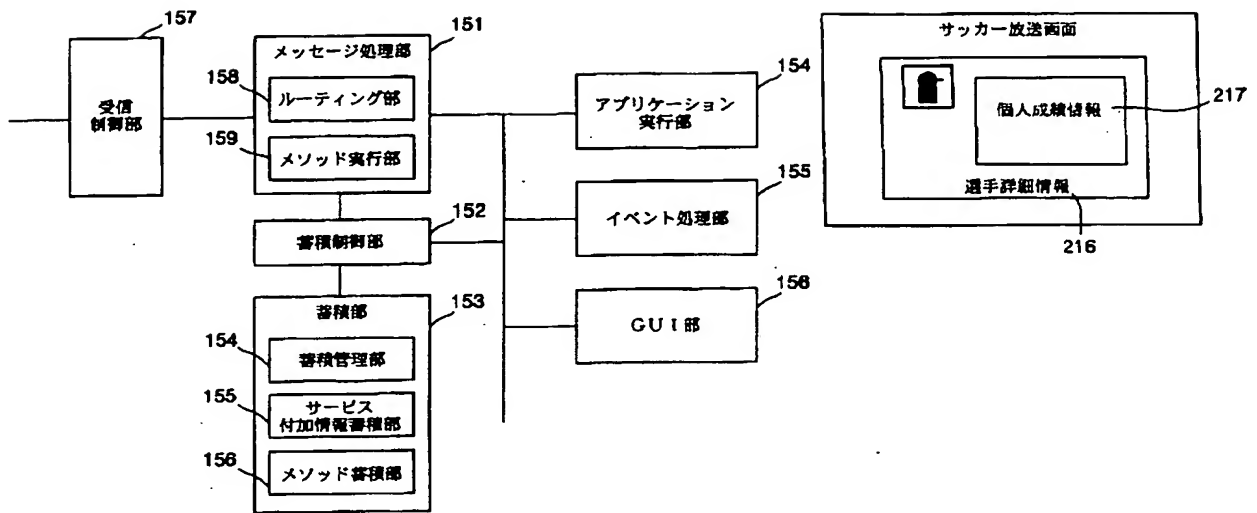 157
受信
制御部
メッセージ処理部
151
158
ルーティング部
159
メソッド実行部
152
蓄積制御部
蓄積部
153
154
蓄積管理部
155
サービス
付加情報蓄積部
156
メソッド蓄積部
アプリケーション
実行部
154
イベント処理部
155
GUI部
156
サッカー放送画面
個人成績情報
217
選手詳細情報
216